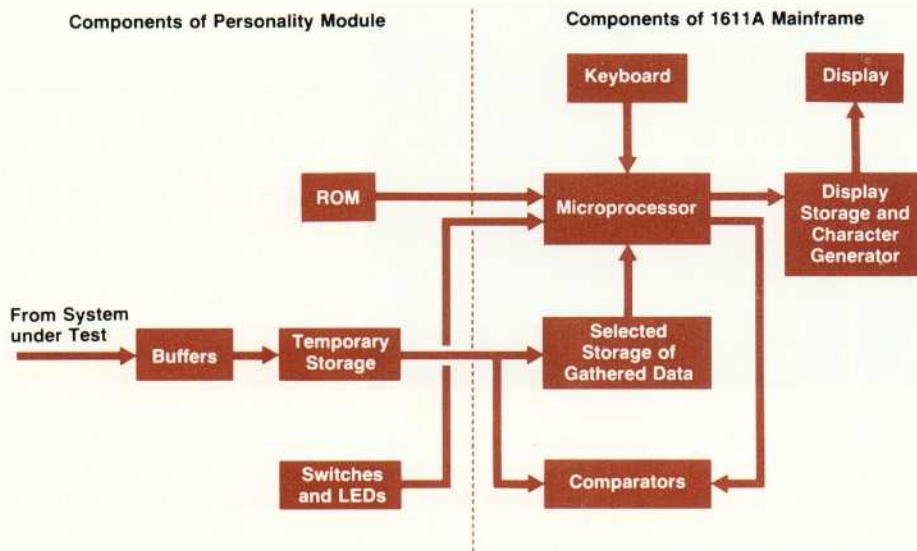 Components of Personality Module
Components of 1611A Mainframe
Keyboard
Display
ROM
Microprocessor
Display
Storage and
Character
Generator
From System
under Test
Buffers
Temporary
Storage
Selected
Storage of
Gathered Data
Switches
and LEDs
Comparators